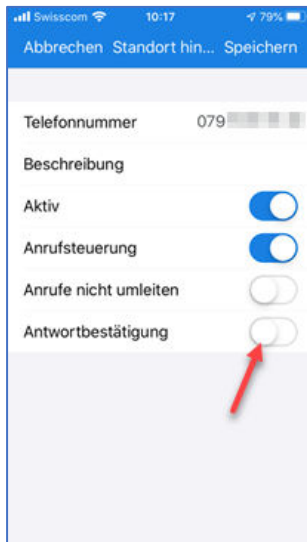 Swisscom 10:17 79%
Abbrechen Standort hin... Speichern
Telefonnummer 079
Beschreibung
Aktiv
Anrufsteuerung
Anrufe nicht umleiten
Antwortbestätigung